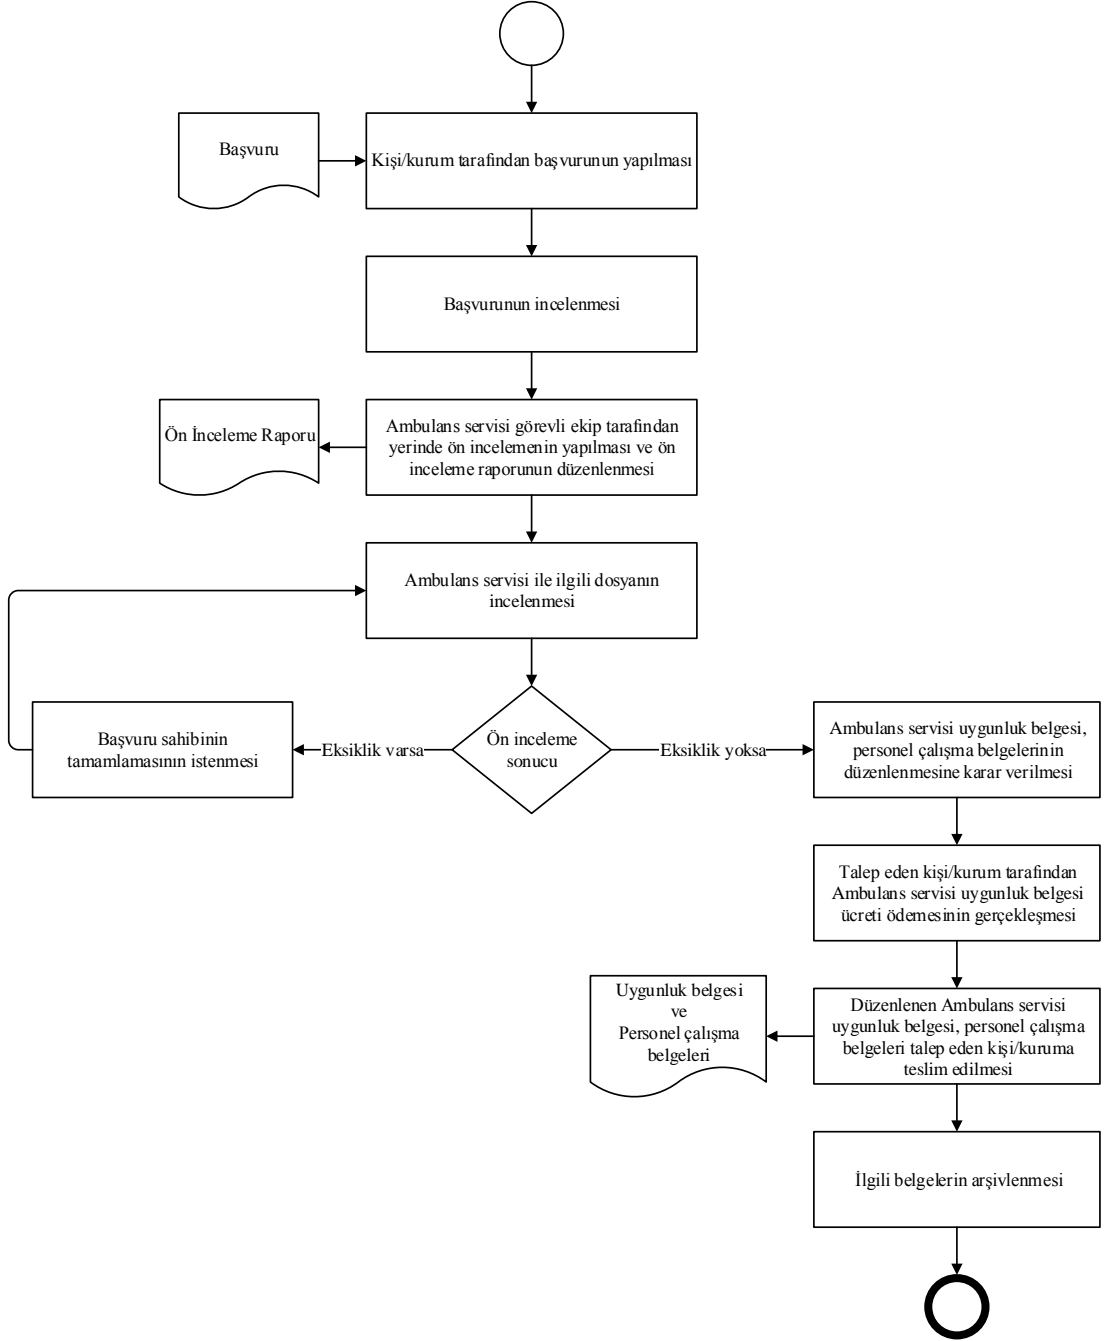 Başvuru
Kişi/kurum tarafından başvurunun yapılması
Başvurunun incelenmesi
Ön İnceleme Raporu
Ambulans servisi görevli ekip tarafından
yerinde ön incelemenin yapılması ve ön
inceleme raporunun düzenlenmesi
Ambulans servisi ile ilgili dosyanın
incelenmesi
Başvuru sahibinin
tamamlamasının istenmesi
Eksiklik varsa
Ön inceleme
sonucu
Eksiklik yoksa
Ambulans servisi uygunluk belgesi,
personel çalışma belgelerinin
düzenlenmesine karar verilmesi
Talep eden kişi/kurum tarafından
Ambulans servisi uygunluk belgesi
ücreti ödemesinin gerçekleşmesi
Uygunluk belgesi
ve
Personel çalışma
belgeleri
Düzenlenen Ambulans servisi
uygunluk belgesi, personel çalışma
belgeleri talep eden kişi/kuruma
teslim edilmesi
İlgili belgelerin arşivlenmesi